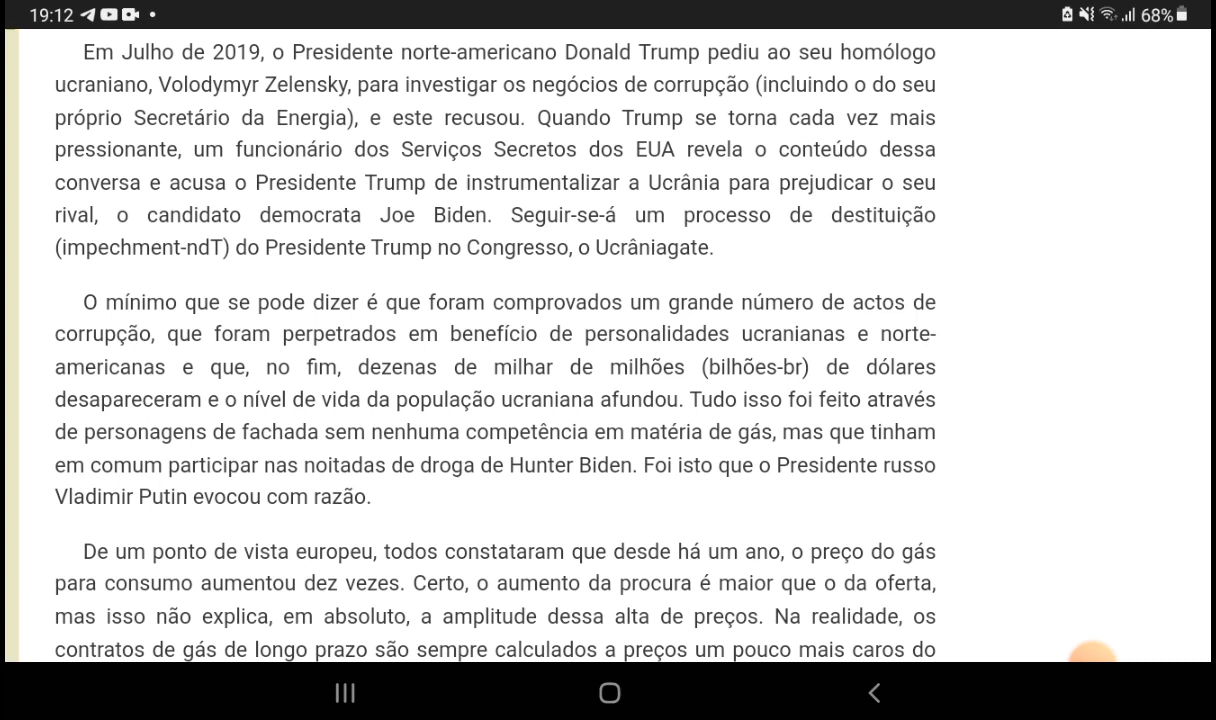 19:12 68%
Em Julho de 2019, o Presidente norte-americano Donald Trump pediu ao seu homólogo
ucraniano, Volodymyr Zelensky, para investigar os negócios de corrupção (incluindo o do seu
próprio Secretário da Energia), e este recusou. Quando Trump se torna cada vez mais
pressionante, um funcionário dos Serviços Secretos dos EUA revela o conteúdo dessa
conversa e acusa o Presidente Trump de instrumentalizar a Ucrânia para prejudicar o seu
rival, o candidato democrata Joe Biden. Seguir-se-á um processo de destituição
(impechment-ndT) do Presidente Trump no Congresso, o Ucrâniagate.
O mínimo que se pode dizer é que foram comprovados um grande número de actos de
corrupção, que foram perpetrados em benefício de personalidades ucranianas e norte-
americanas e que, no fim, dezenas de milhar de milhões (bilhões-br) de dólares
desapareceram e o nível de vida da população ucraniana afundou. Tudo isso foi feito através
de personagens de fachada sem nenhuma competência em matéria de gás, mas que tinham
em comum participar nas noitadas de droga de Hunter Biden. Foi isto que o Presidente russo
Vladimir Putin evocou com razão.
De um ponto de vista europeu, todos constataram que desde há um ano, o preço do gás
para consumo aumentou dez vezes. Certo, o aumento da procura é maior que o da oferta,
mas isso não explica, em absoluto, a amplitude dessa alta de preços. Na realidade, os
contratos de gás de longo prazo são sempre calculados a preços um pouco mais caros do